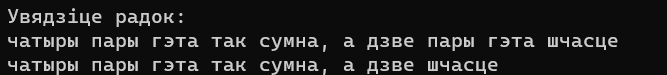 Увядзіце радок:
чатыры пары гэта так сумна, а дзве пары гэта шчасце
чатыры пары гэта так сумна, а дзве шчасце